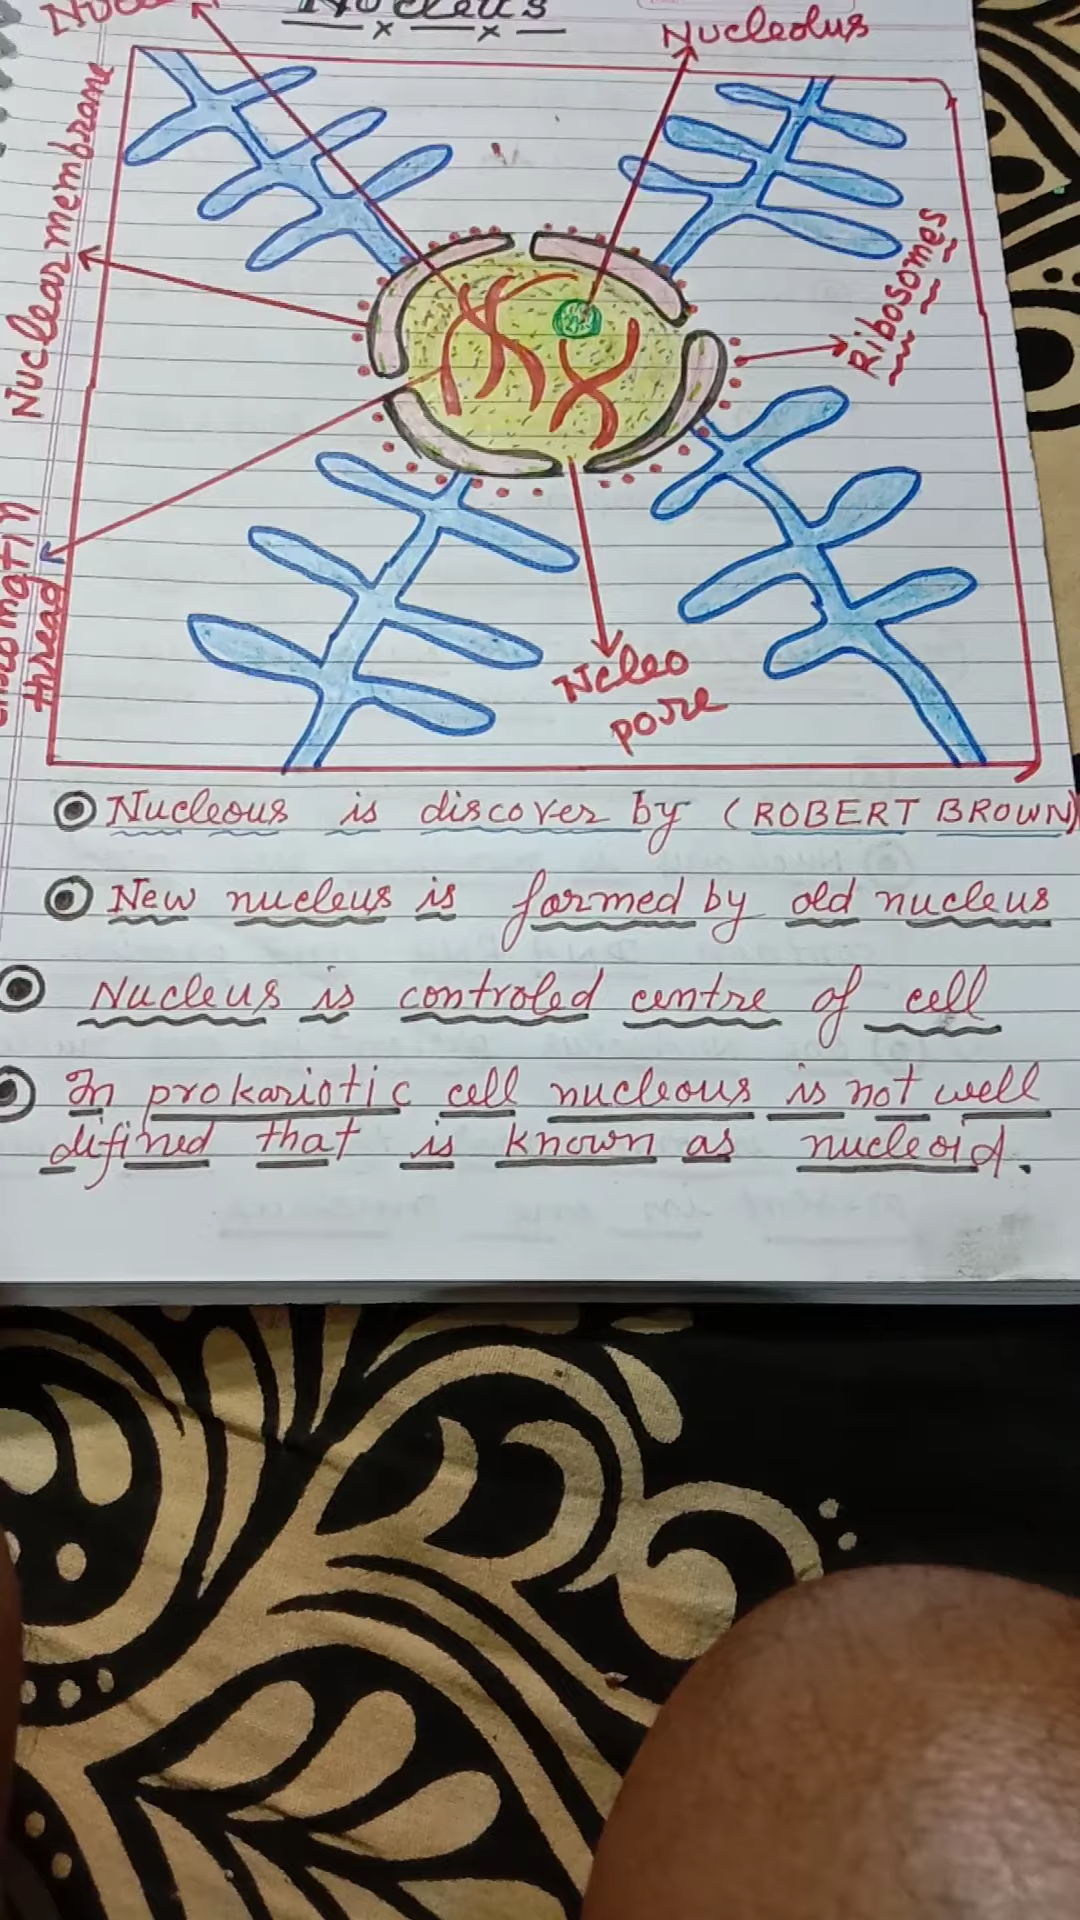 Nucleus
Nucleolus
Nuclear membrane
Ribosomes
thread
Ncleo
pore
Nucleous is discover by (ROBERT BROWN)
New nucleus is formed by old nucleus
Nucleus is controled centre of cell
In prokariotic cell nucleous is not well
difined that is known as nucleoid.